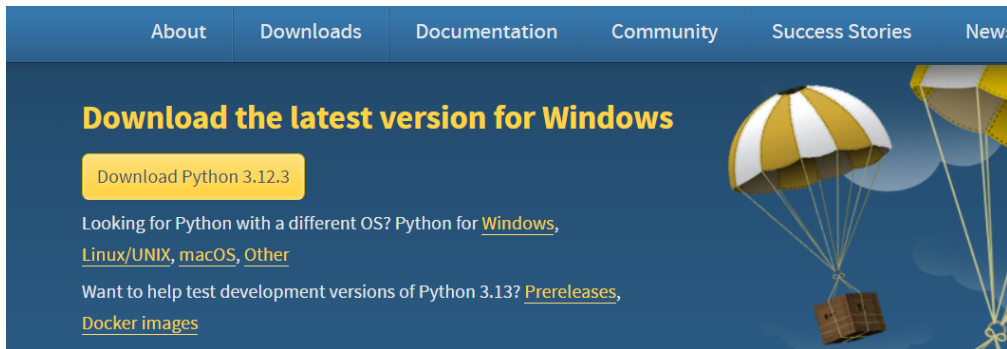 About Downloads Documentation Community Success Stories News
Download the latest version for Windows
Download Python 3.12.3
Looking for Python with a different OS? Python for Windows,
Linux/UNIX, macOS, Other
Want to help test development versions of Python 3.13? Prereleases,
Docker images